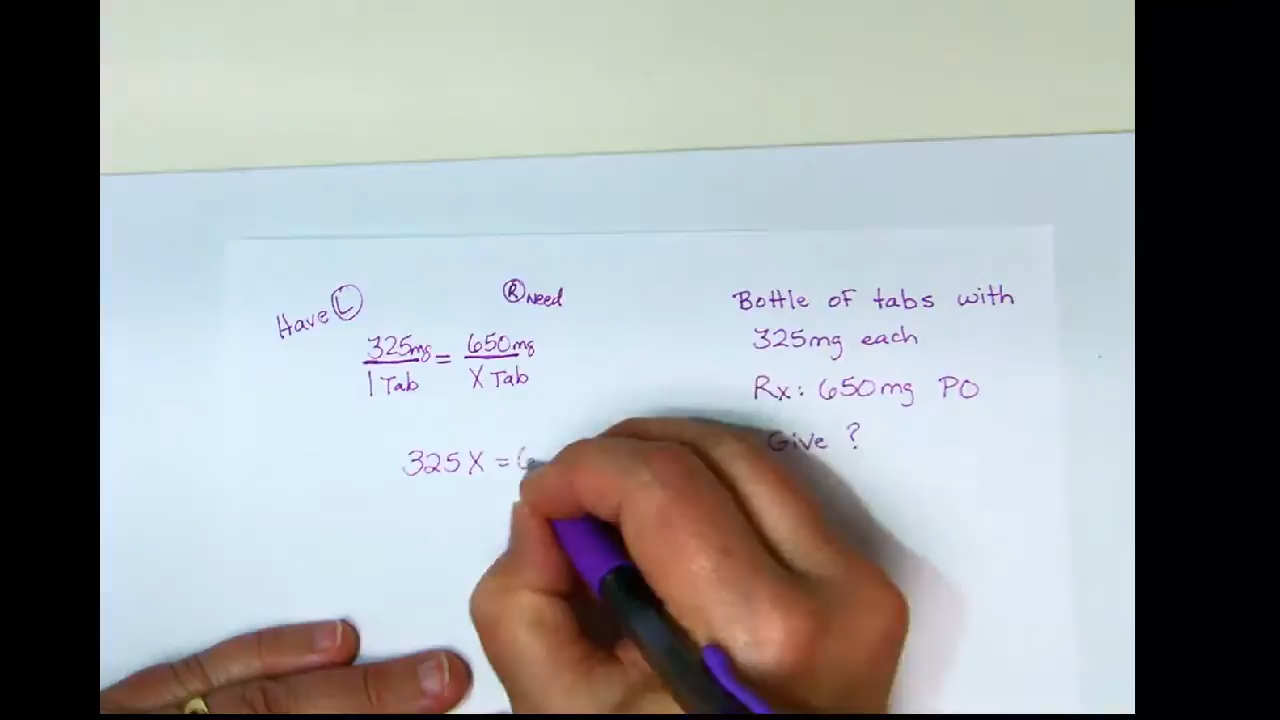 Have L
R Need
325mg = 650mg
1 Tab X Tab
325 X = 6
Bottle of tabs with
325mg each
Rx: 650mg PO
Give ?